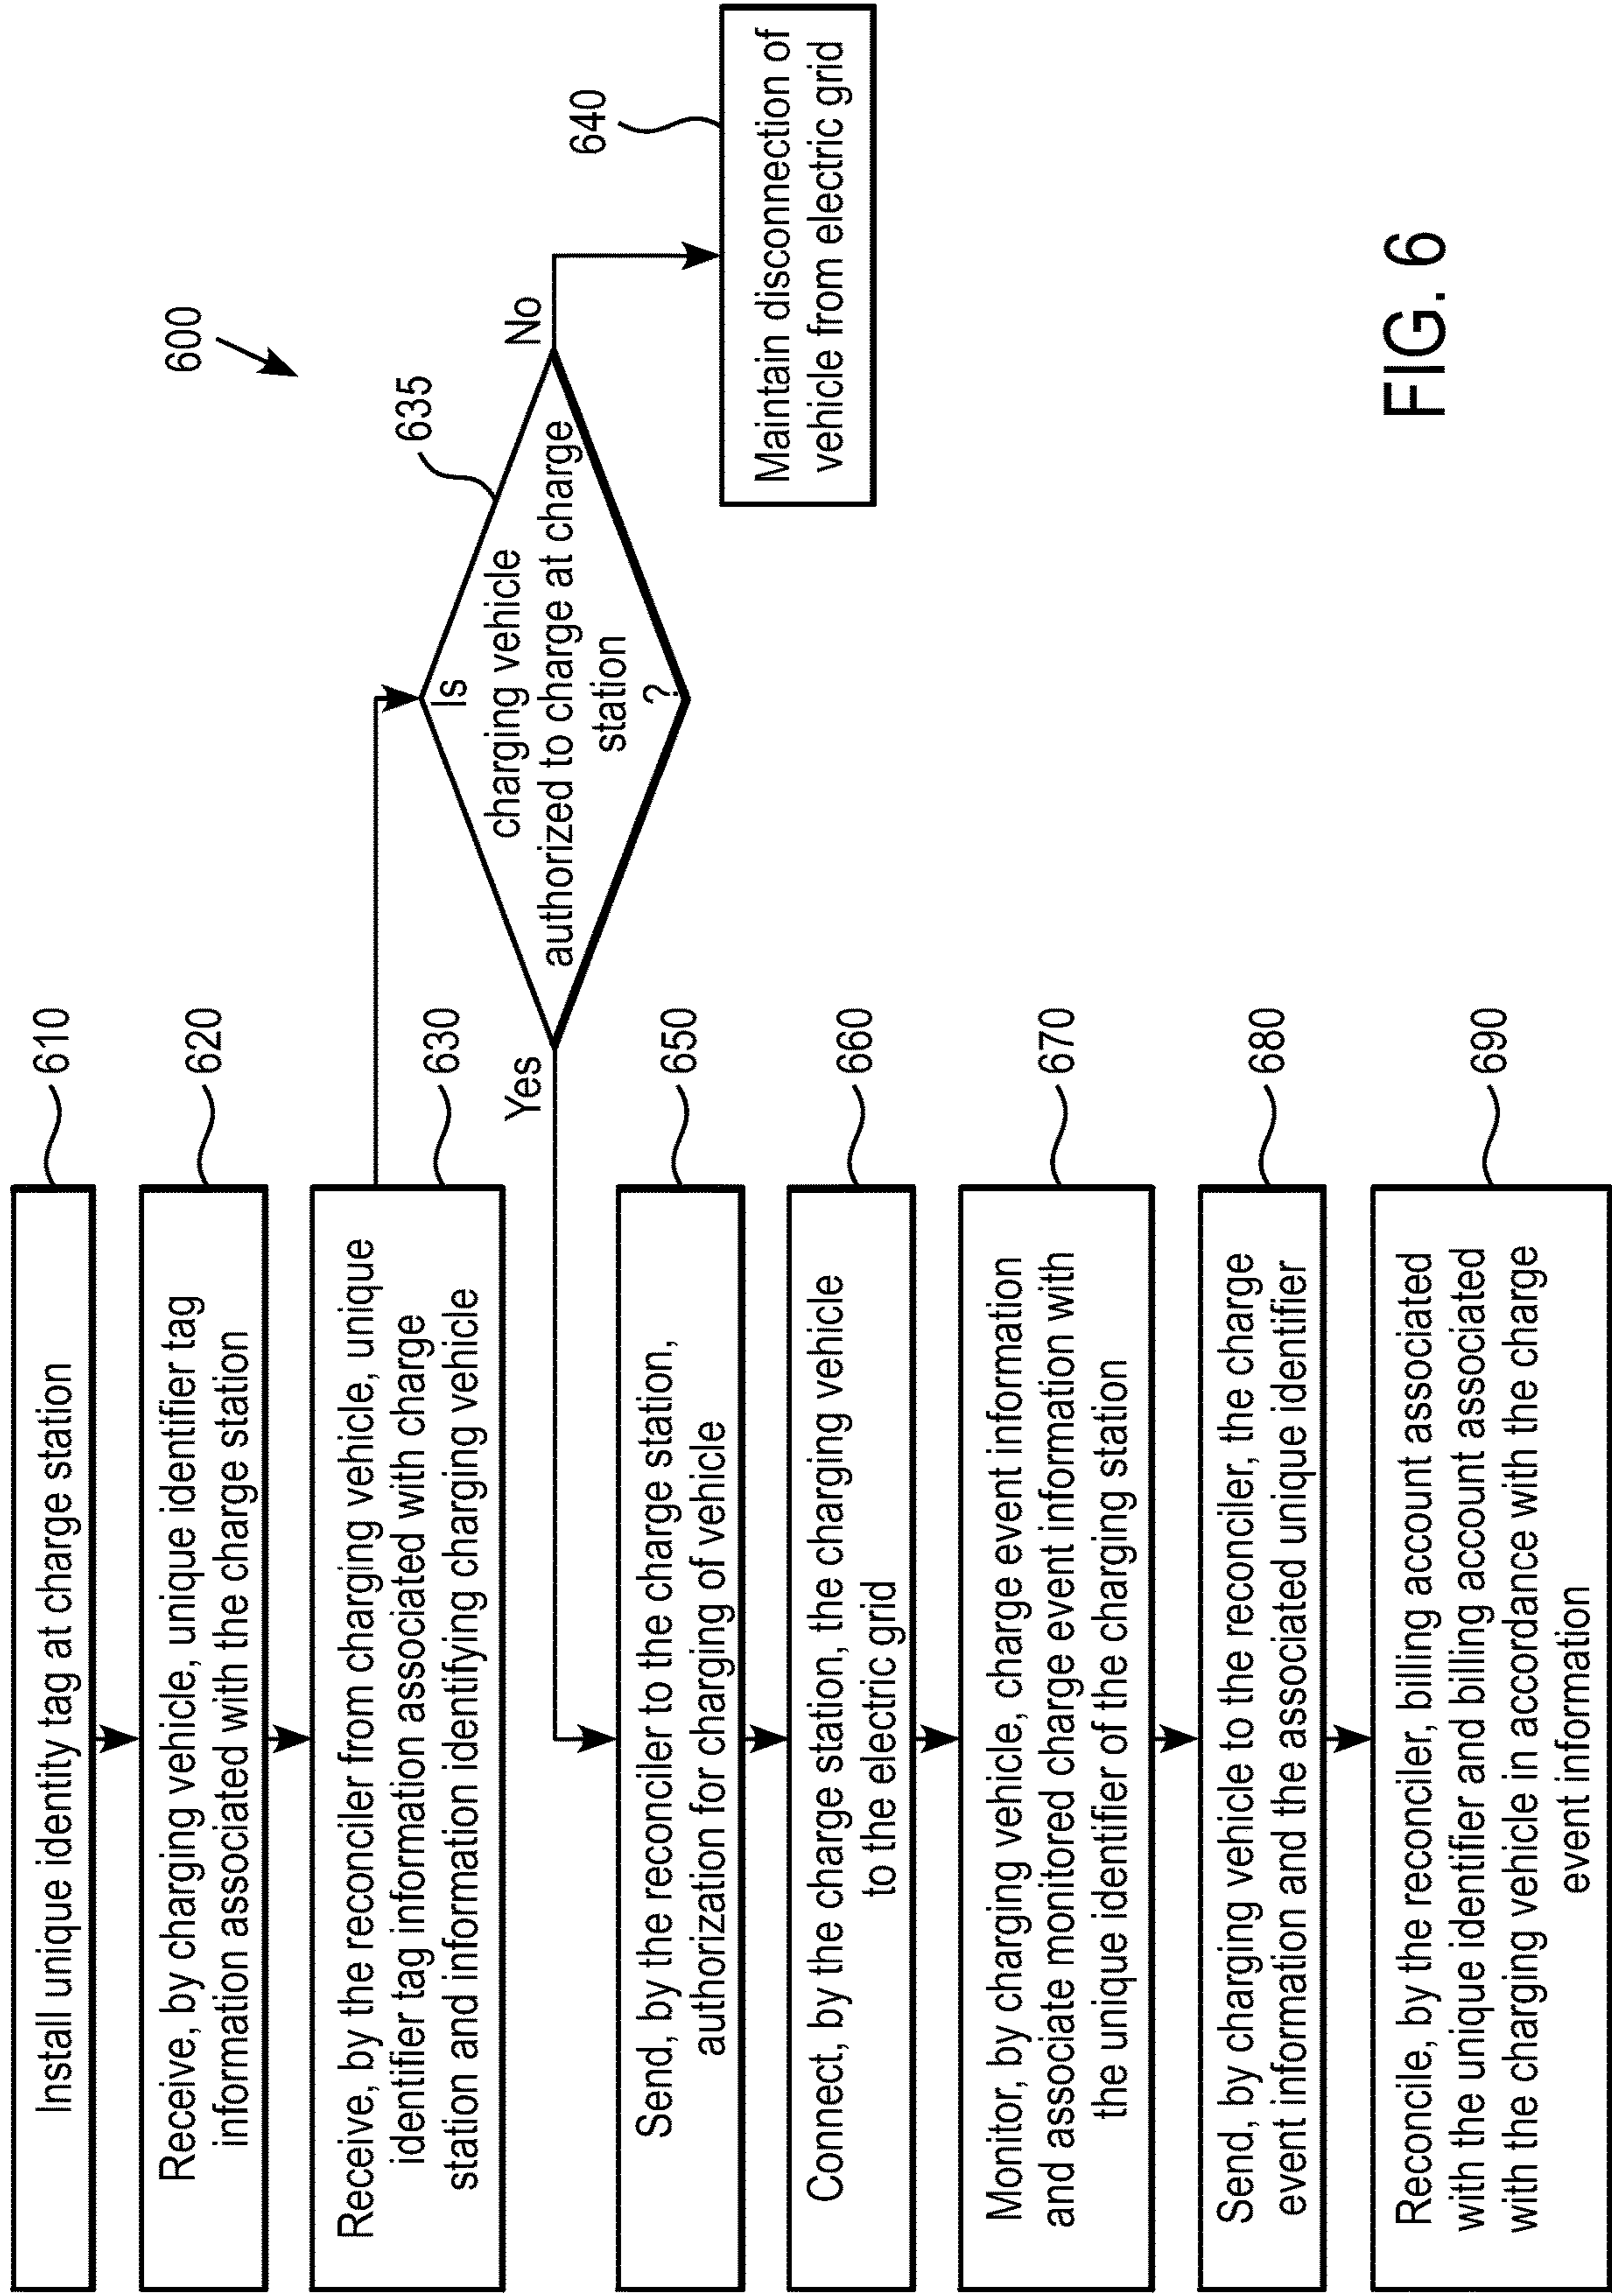 600
Install unique identity tag at charge station
610
Receive, by charging vehicle, unique identifier tag
information associated with the charge station
620
Receive, by the reconciler from charging vehicle, unique
identifier tag information associated with charge
station and information identifying charging vehicle
630
Is
charging vehicle
authorized to charge at charge
station
?
635
No
Yes
Maintain disconnection of
vehicle from electric grid
640
Send, by the reconciler to the charge station,
authorization for charging of vehicle
650
Connect, by the charge station, the charging vehicle
to the electric grid
660
Monitor, by charging vehicle, charge event information
and associate monitored charge event information with
the unique identifier of the charging station
670
Send, by charging vehicle to the reconciler, the charge
event information and the associated unique identifier
680
Reconcile, by the reconciler, billing account associated
with the unique identifier and billing account associated
with the charging vehicle in accordance with the charge
event information
690
FIG. 6